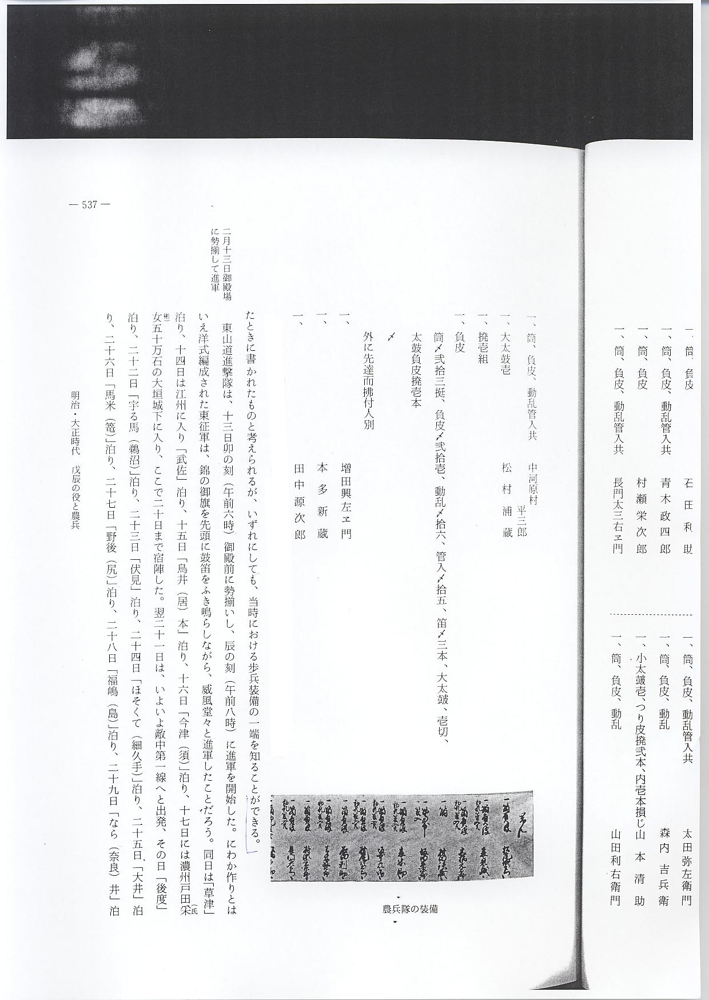 一、筒、負皮
石田利助
一、筒、負皮、動乱管入共
青木政四郎
一、筒、負皮
村瀬栄次郎
一、筒、負皮、動乱管入共
長門太三右ヱ門
一、筒、負皮、動乱管入共
太田弥左衛門
一、筒、負皮、動乱
森内吉兵衛
一、小太鼓壱、つり皮撥弐本、内壱本損じ
山本清助
一、筒、負皮、動乱
山田利右衛門
一、筒、負皮、動乱管入共
中河原村
平三郎
一、大太鼓壱
松村浦蔵
一、撥壱組
一、負皮
筒〆弐拾三挺、負皮〆弐拾壱、動乱〆拾六、管入〆拾五、笛〆三本、大太鼓、壱切、
太鼓負皮撥壱本
〆
外に先達而拂付人別
一、
増田興左ヱ門
一、
本多新蔵
一、
田中源次郎
農兵隊の装備
たときに書かれたものと考えられるが、いずれにしても、当時における歩兵装備の一端を知ることができる。
二月十三日御殿場
に勢揃して進軍
東山道進撃隊は、十三日卯の刻（午前六時）御殿前に勢揃いし、辰の刻（午前八時）に進軍を開始した。にわか作りとは
いえ洋式編成された東征軍は、錦の御旗を先頭に鼓笛をふき鳴らしながら、威風堂々と進軍したことだろう。同日は「草津」
泊り、十四日は江州に入り「武佐」泊り、十五日「鳥井（居）本」泊り、十六日「今津（須）」泊り、十七日には濃州戸田采（氏
女彬）五十万石の大垣城下に入り、ここで二十日まで宿陣した。翌二十一日は、いよいよ敵中第一線へと出発、その日「後度」
泊り、二十二日「宇る馬（鵜沼）」泊り、二十三日「伏見」泊り、二十四日「ほそくて（細久手）」泊り、二十五日「大井」泊
り、二十六日「馬米（篭）」泊り、二十七日「野後（尻）」泊り、二十八日「福嶋（島）」泊り、二十九日「なら（奈良）井」泊
明治・大正時代　戊辰の役と農兵
— 537 —